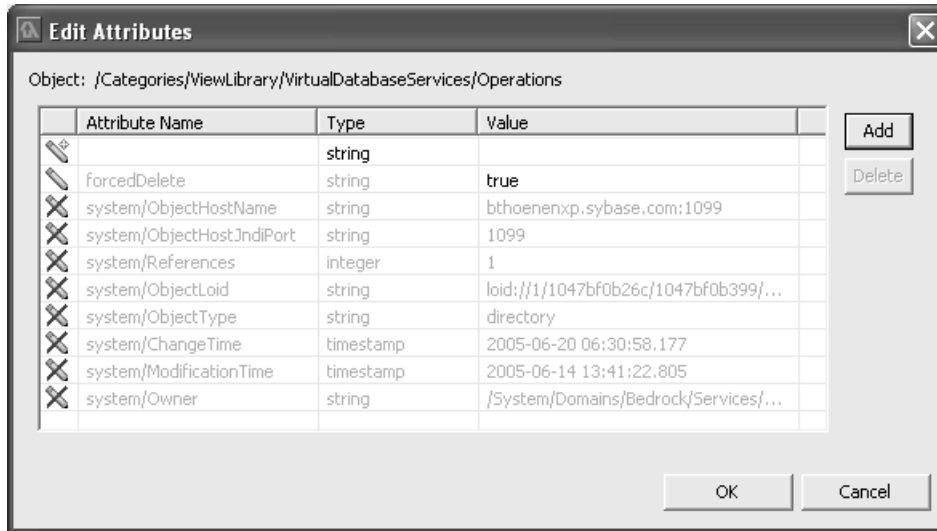 Edit Attributes
Object: /Categories/ViewLibrary/VirtualDatabaseServices/Operations
Attribute Name Type Value
Add
string
forcedDelete string true
Delete
system/ObjectHostName string bthoenenxp.sybase.com:1099
system/ObjectHostJndiPort string 1099
system/References integer 1
system/ObjectLoid string loid://1/1047bf0b26c/1047bf0b399/...
system/ObjectType string directory
system/ChangeTime timestamp 2005-06-20 06:30:58.177
system/ModificationTime timestamp 2005-06-14 13:41:22.805
system/Owner string /System/Domains/Bedrock/Services/...
OK Cancel